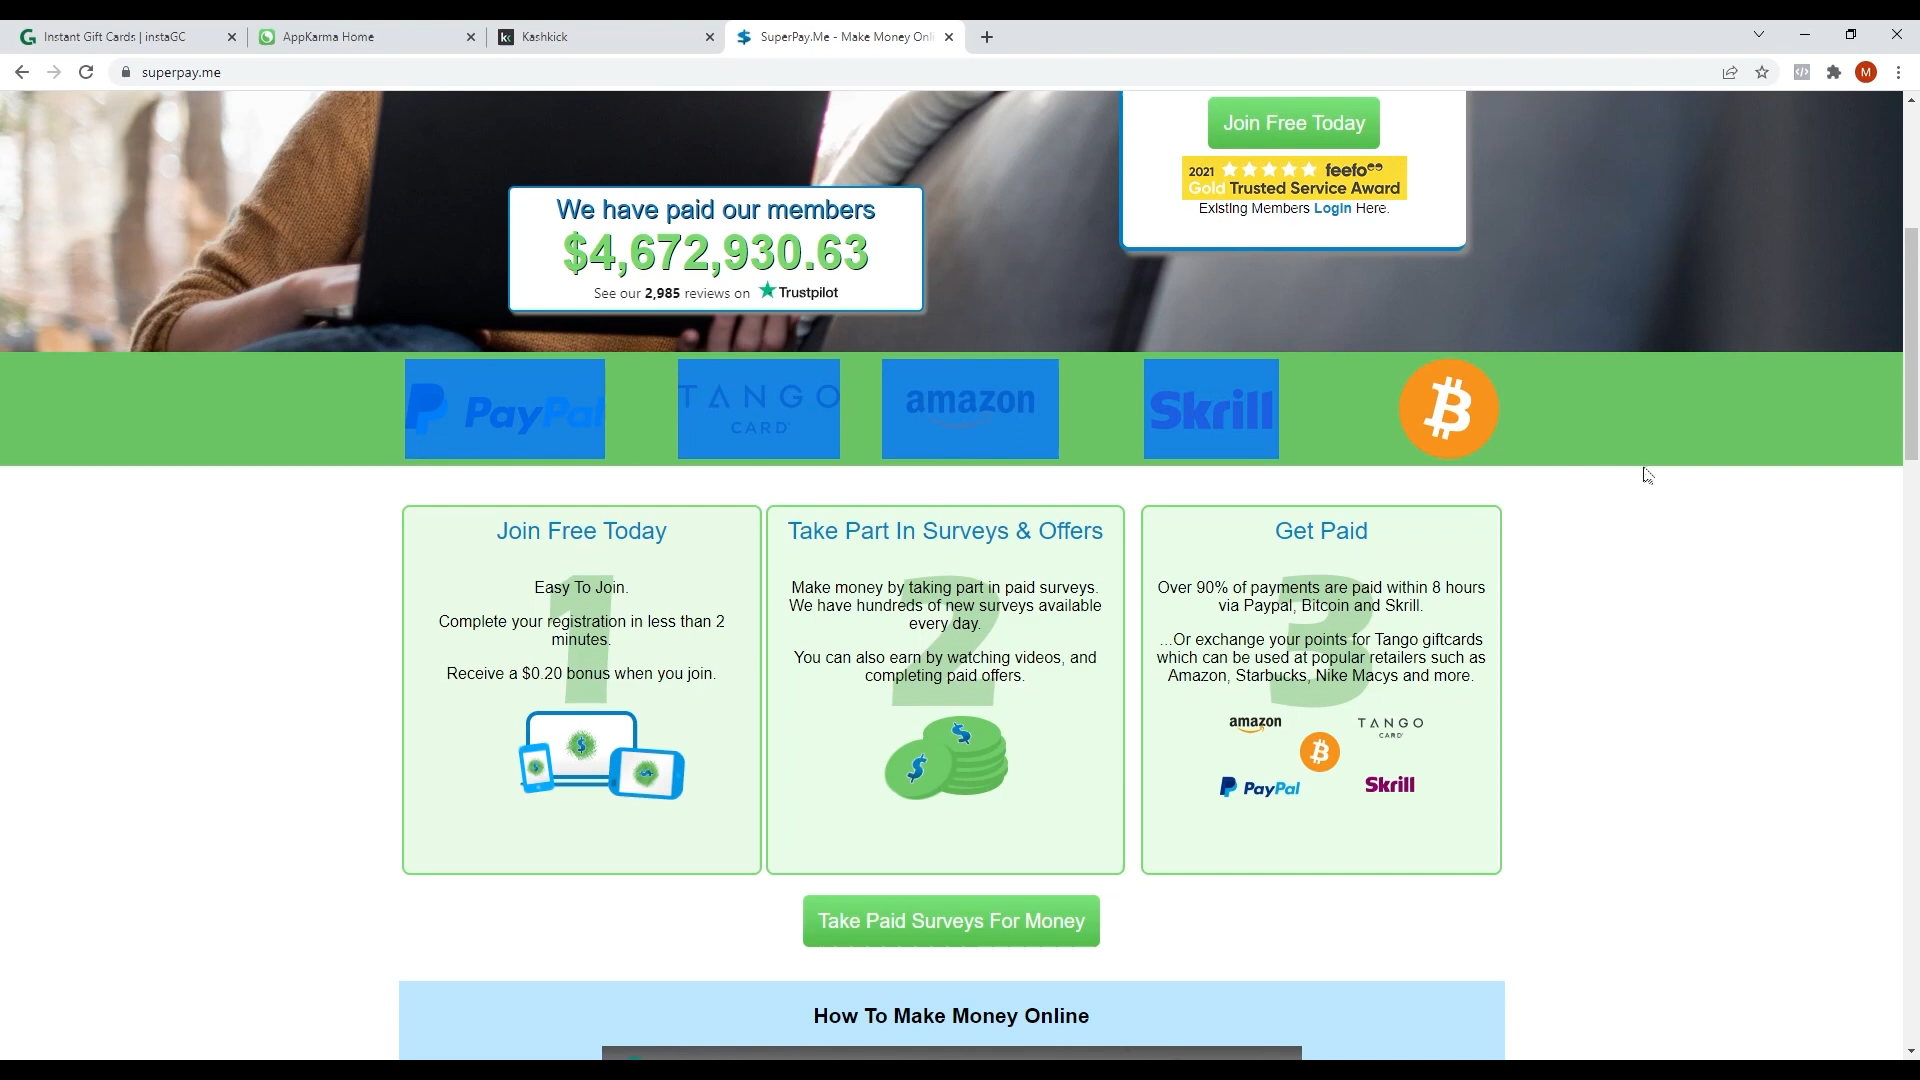 Instant Gift Cards | instaGC
AppKarma Home
Kashkick
SuperPay.Me - Make Money Onli
M
superpay.me
Join Free Today
2021 feefo
Gold Trusted Service Award
Existing Members Login Here.
We have paid our members
$4,672,930.63
See our 2,985 reviews on Trustpilot
PayPal
TANGO
CARD
amazon
Skrill
Join Free Today
1
Easy To Join.
Complete your registration in less than 2
minutes.
Receive a $0.20 bonus when you join.
Take Part In Surveys & Offers
2
Make money by taking part in paid surveys.
We have hundreds of new surveys available
every day.
You can also earn by watching videos, and
completing paid offers.
Get Paid
3
Over 90% of payments are paid within 8 hours
via Paypal, Bitcoin and Skrill.
...Or exchange your points for Tango giftcards
which can be used at popular retailers such as
Amazon, Starbucks, Nike Macys and more.
amazon
TANGO
CARD
PayPal
Skrill
Take Paid Surveys For Money
How To Make Money Online